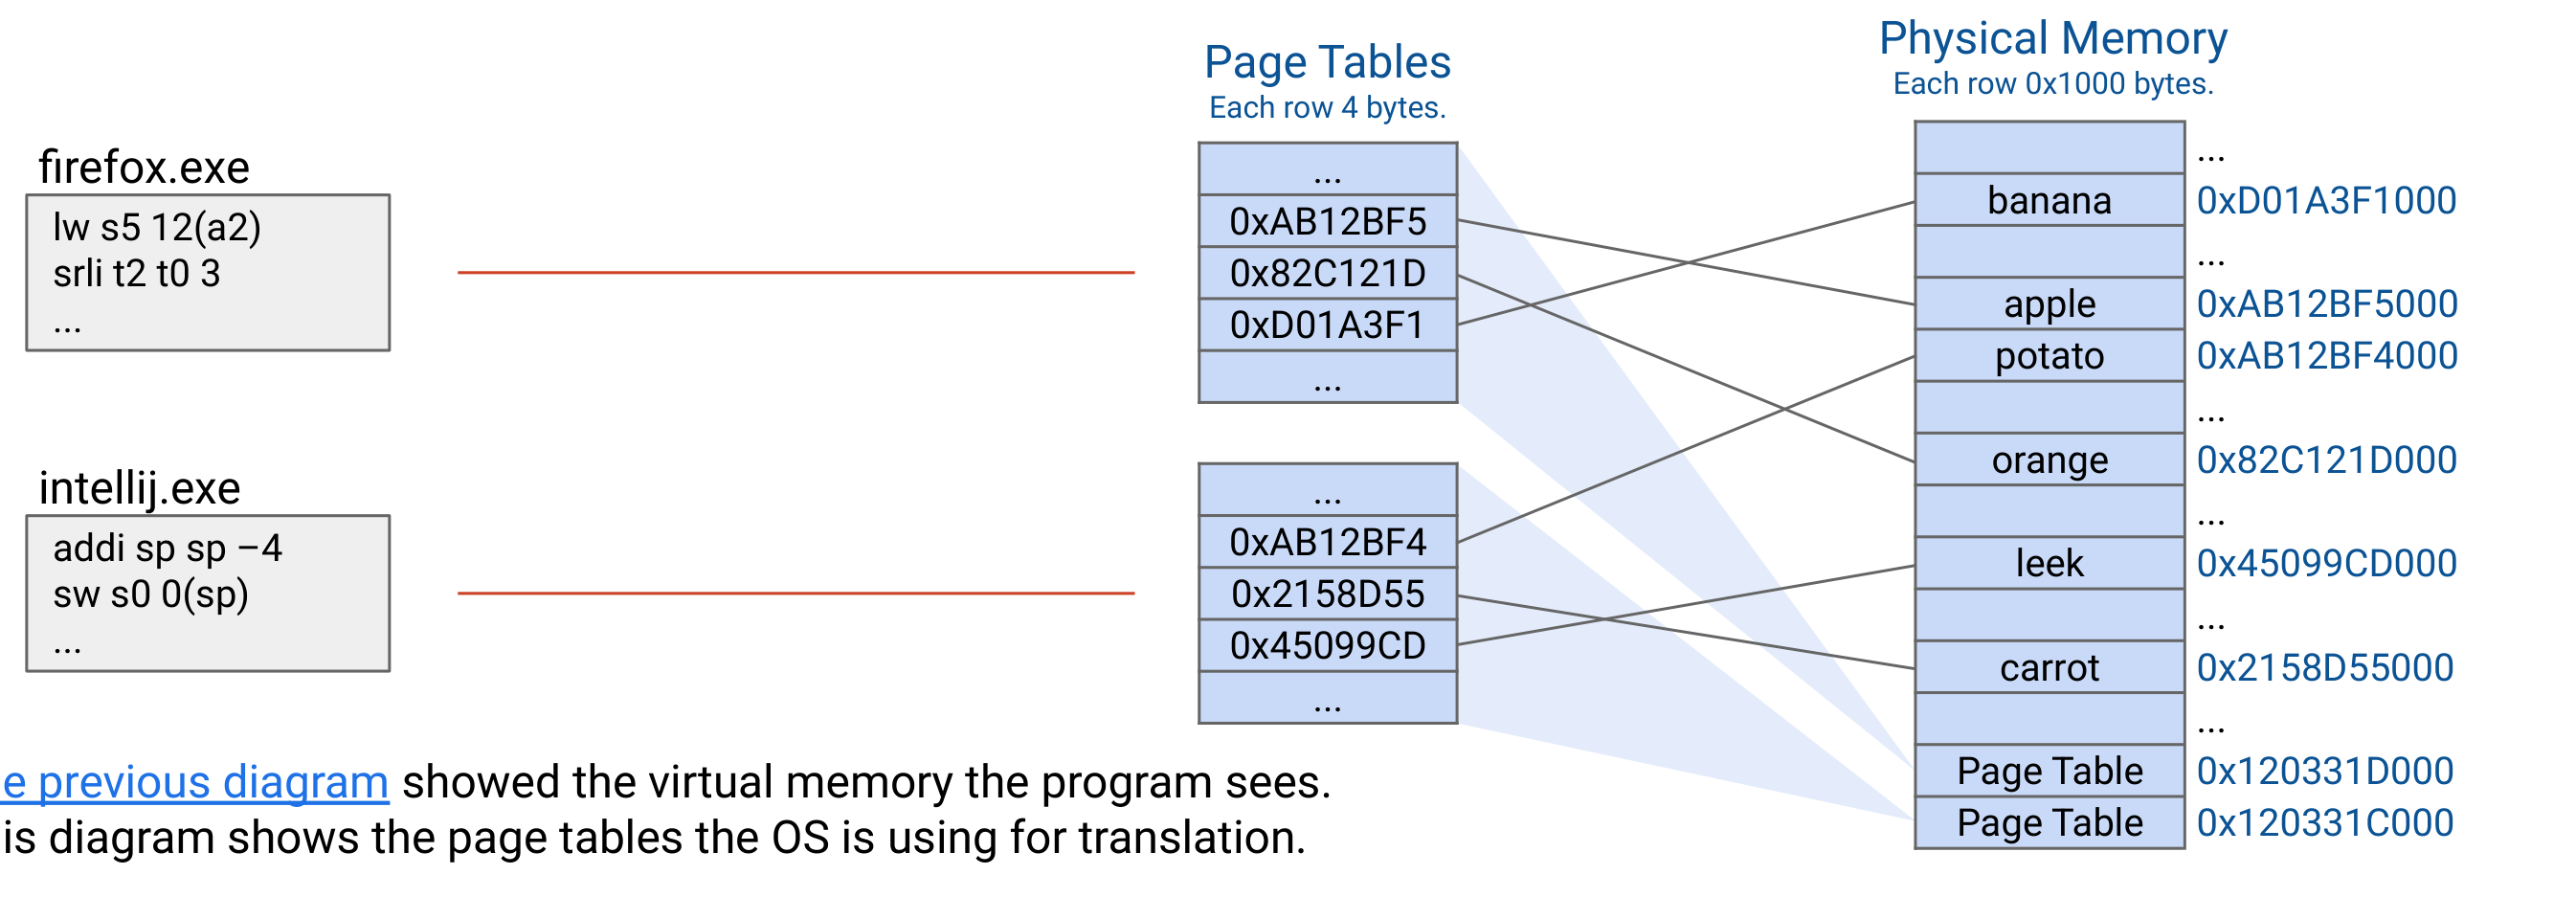 Page Tables
Each row 4 bytes.
Physical Memory
Each row 0x1000 bytes.
firefox.exe
lw s5 12(a2)
srli t2 t0 3
...
intellij.exe
addi sp sp −4
sw s0 0(sp)
...
...
0xAB12BF5
0x82C121D
0xD01A3F1
...
...
0xAB12BF4
0x2158D55
0x45099CD
...
...
banana 0xD01A3F1000
...
apple 0xAB12BF5000
potato 0xAB12BF4000
...
orange 0x82C121D000
...
leek 0x45099CD000
...
carrot 0x2158D55000
...
Page Table 0x120331D000
Page Table 0x120331C000
e previous diagram showed the virtual memory the program sees.
is diagram shows the page tables the OS is using for translation.